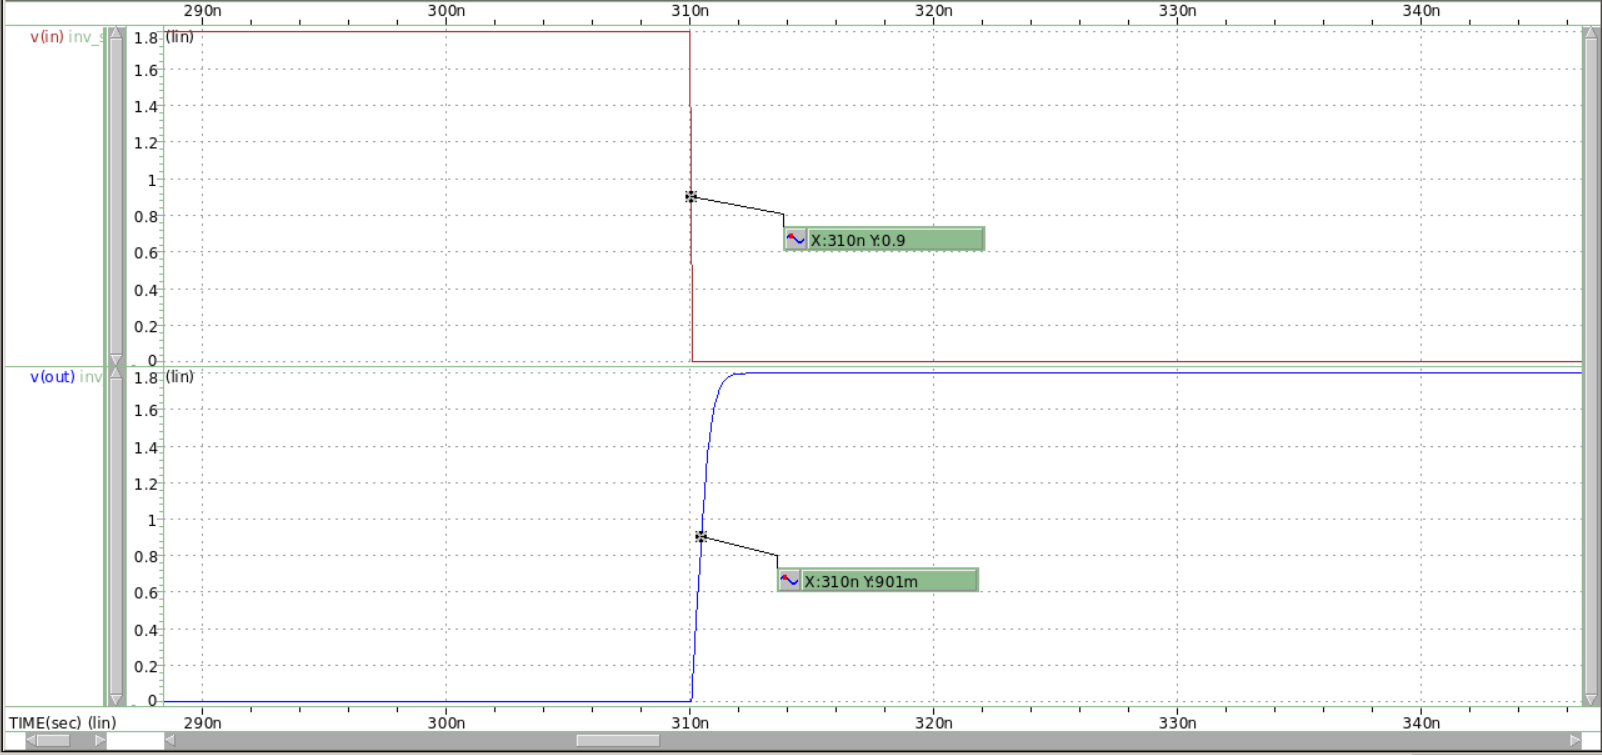 290n 300n 310n 320n 330n 340n
v(in) inv_s
(lin)
1.8
1.6
1.4
1.2
1
0.8
0.6
0.4
0.2
0
X:310n Y:0.9
v(out) inv
(lin)
1.8
1.6
1.4
1.2
1
0.8
0.6
0.4
0.2
0
X:310n Y:901m
TIME(sec) (lin)
290n 300n 310n 320n 330n 340n